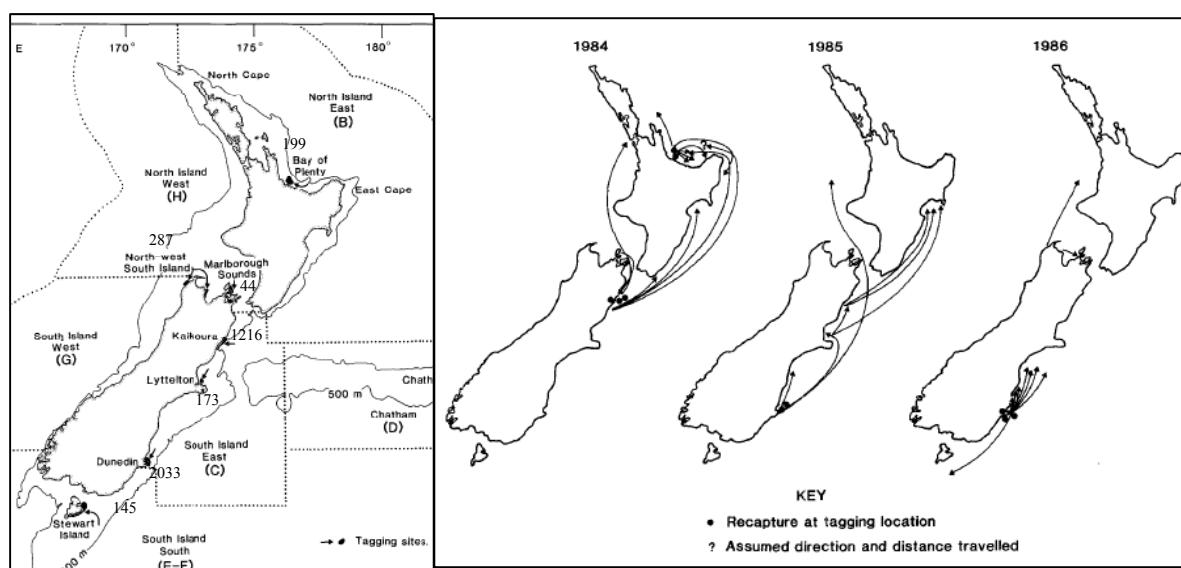 E
170°
175°
180°
North Cape
North Island
East
(B)
199
Bay of
Plenty
East Cape
North Island
West
(H)
287
North-west
South Island
Marlborough
Sounds
44
South Island
West
(G)
Kaikoura
1216
Lyttelton
173
500 m
Chath
Chatham
(D)
South Island
East
(C)
Dunedin
2033
145
Stewart
Island
500 m
South Island
South
(E-F)
Tagging sites.
1984
1985
1986
?
KEY
• Recapture at tagging location
? Assumed direction and distance travelled